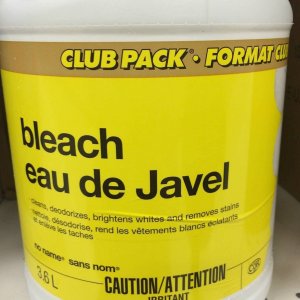 CLUB PACK® · FORMAT CLU
bleach
eau de Javel
cleans, deodorizes, brightens whites and removes stains
nettoie, désodorise, rend les vêtements blancs éclatants
et enlève les taches
no name® sans nom®
3.6 L
CAUTION/ATTENTION
IRRITANT